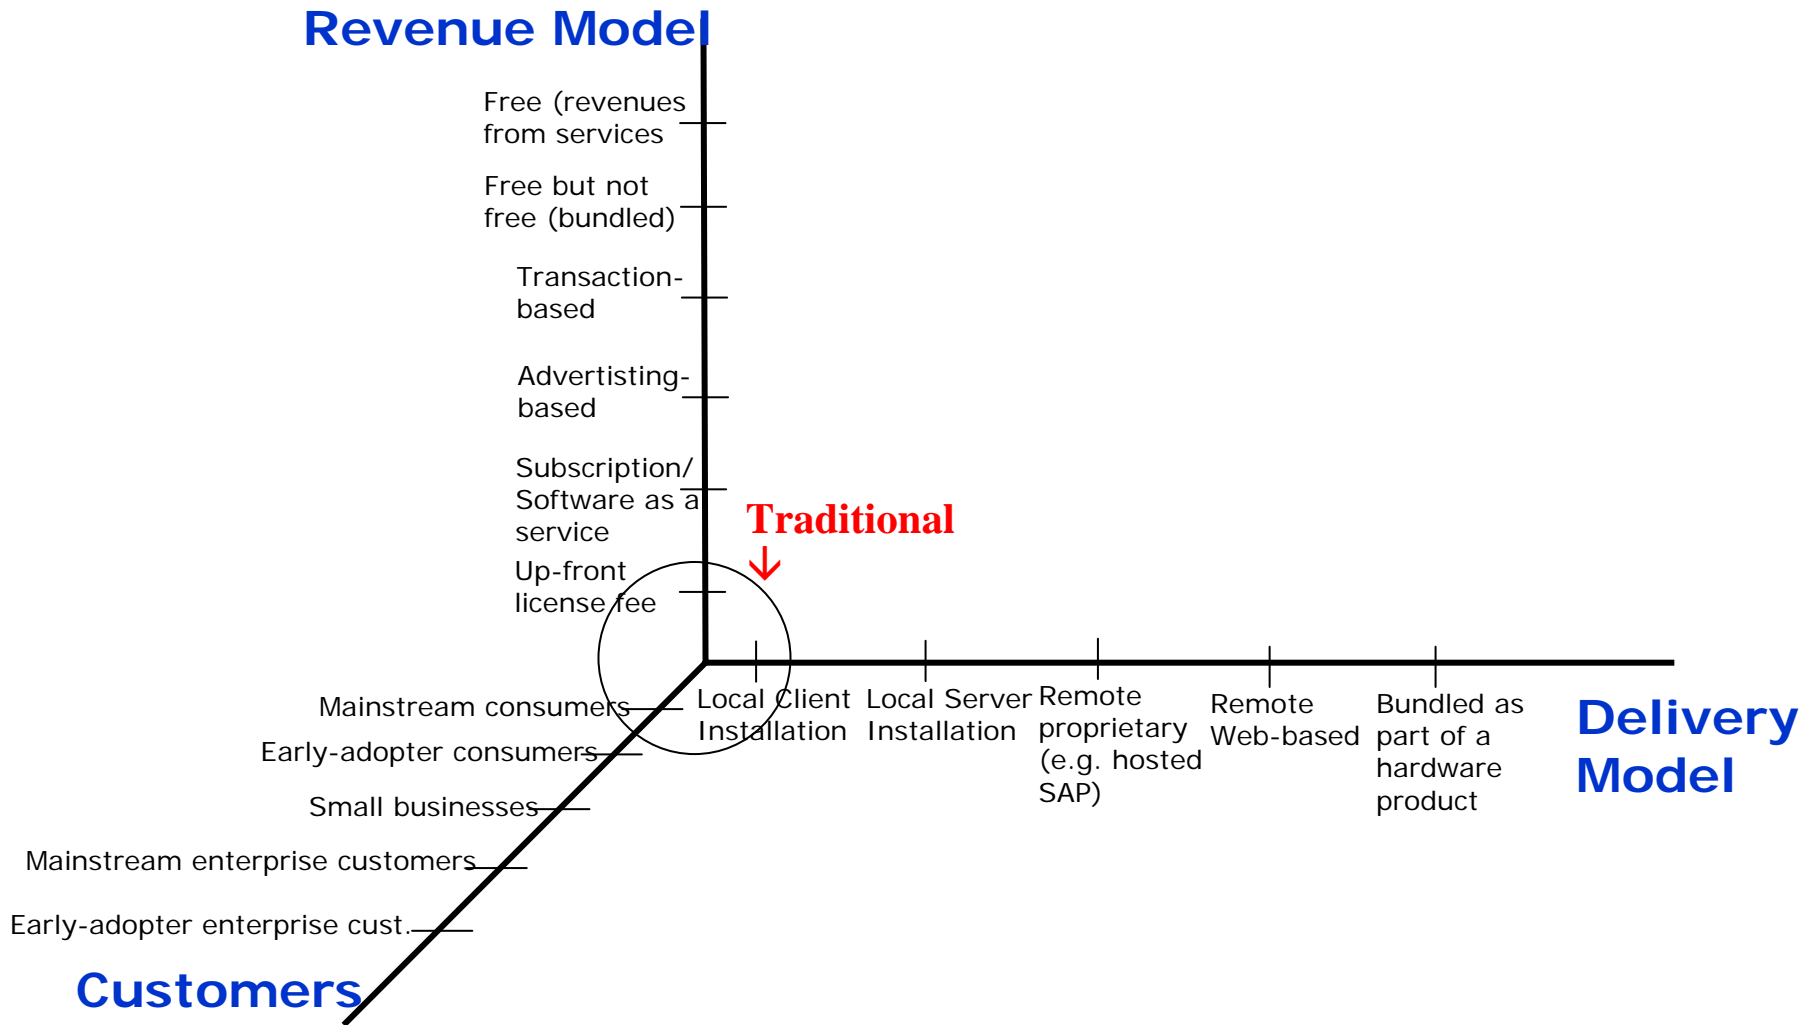 Revenue Model
Free (revenues
from services
Free but not
free (bundled)
Transaction-
based
Advertisting-
based
Subscription/
Software as a
service
Traditional
Up-front
license fee
Mainstream consumers
Early-adopter consumers
Small businesses
Mainstream enterprise customers
Early-adopter enterprise cust.
Customers
Local Client
Installation
Local Server
Installation
Remote
proprietary
(e.g. hosted
SAP)
Remote
Web-based
Bundled as
part of a
hardware
product
Delivery
Model